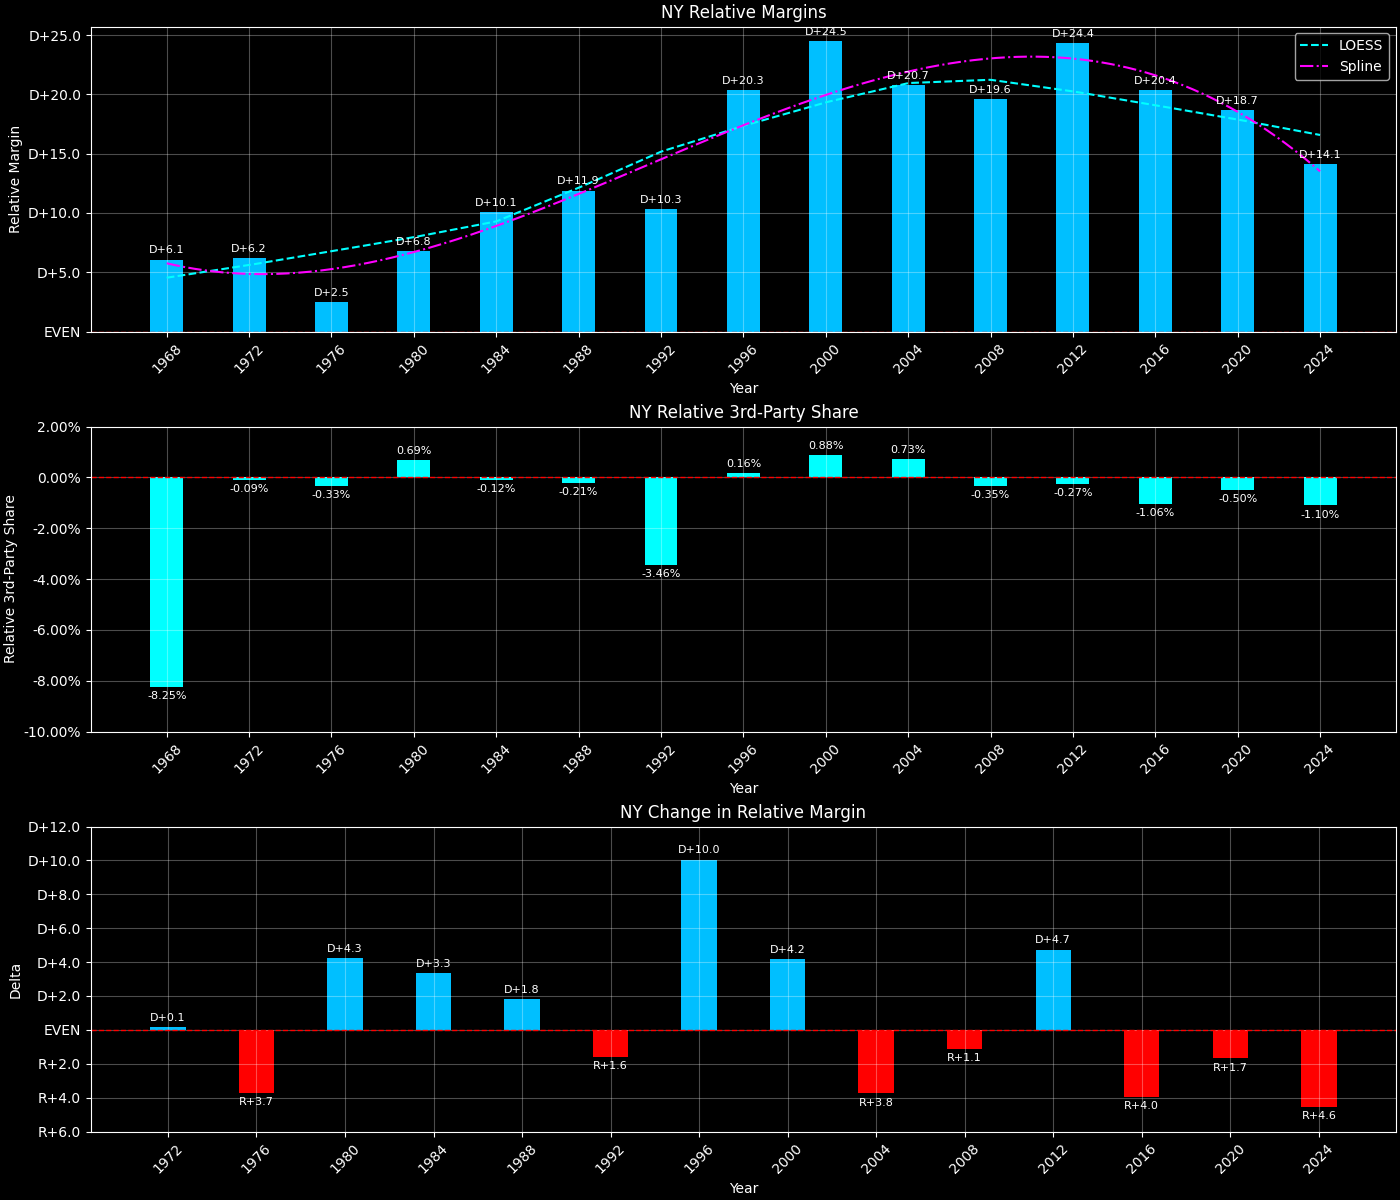 NY Relative Margins
Relative Margin
D+25.0
D+20.0
D+15.0
D+10.0
D+5.0
EVEN
LOESS
Spline
D+6.1
D+6.2
D+2.5
D+6.8
D+10.1
D+11.9
D+10.3
D+20.3
D+24.5
D+20.7
D+19.6
D+24.4
D+20.4
D+18.7
D+14.1
1968
1972
1976
1980
1984
1988
1992
1996
2000
2004
2008
2012
2016
2020
2024
Year
NY Relative 3rd-Party Share
Relative 3rd-Party Share
2.00%
0.00%
-2.00%
-4.00%
-6.00%
-8.00%
-10.00%
-8.25%
-0.09%
-0.33%
0.69%
-0.12%
-0.21%
-3.46%
0.16%
0.88%
0.73%
-0.35%
-0.27%
-1.06%
-0.50%
-1.10%
1968
1972
1976
1980
1984
1988
1992
1996
2000
2004
2008
2012
2016
2020
2024
Year
NY Change in Relative Margin
Delta
D+12.0
D+10.0
D+8.0
D+6.0
D+4.0
D+2.0
EVEN
R+2.0
R+4.0
R+6.0
D+0.1
R+3.7
D+4.3
D+3.3
D+1.8
R+1.6
D+10.0
D+4.2
R+3.8
R+1.1
D+4.7
R+4.0
R+1.7
R+4.6
1972
1976
1980
1984
1988
1992
1996
2000
2004
2008
2012
2016
2020
2024
Year